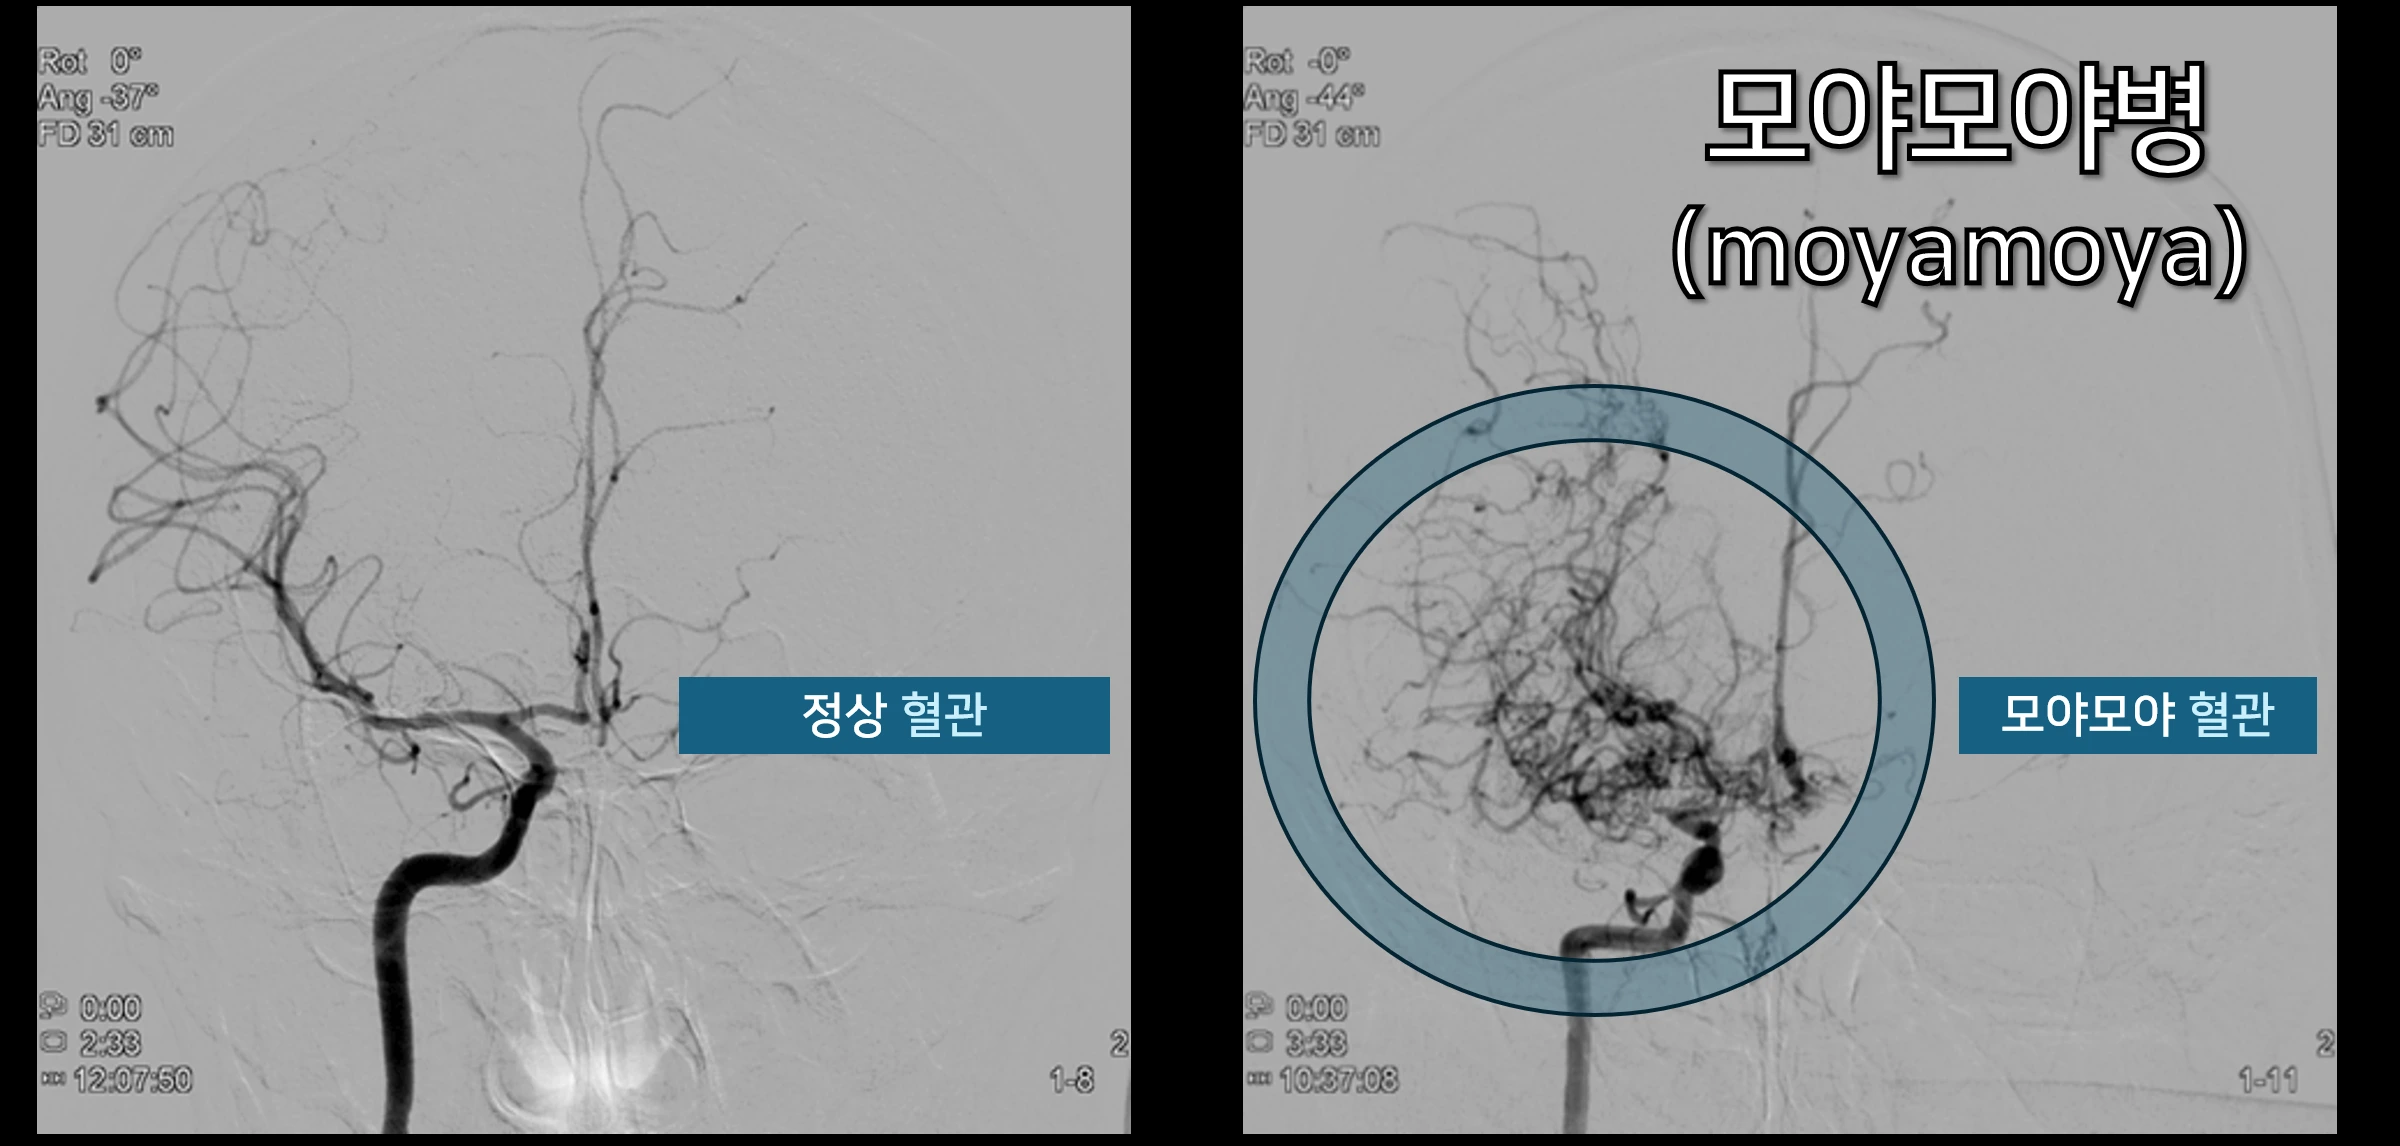 Rot 0°
Ang -37°
FD 31 cm
정상 혈관
0:00
2:33
12:07:50
2
1-8
Rot -0°
Ang -44°
FD 31 cm
모야모야병
(moyamoya)
모야모야 혈관
0:00
3:33
10:37:08
2
1-11